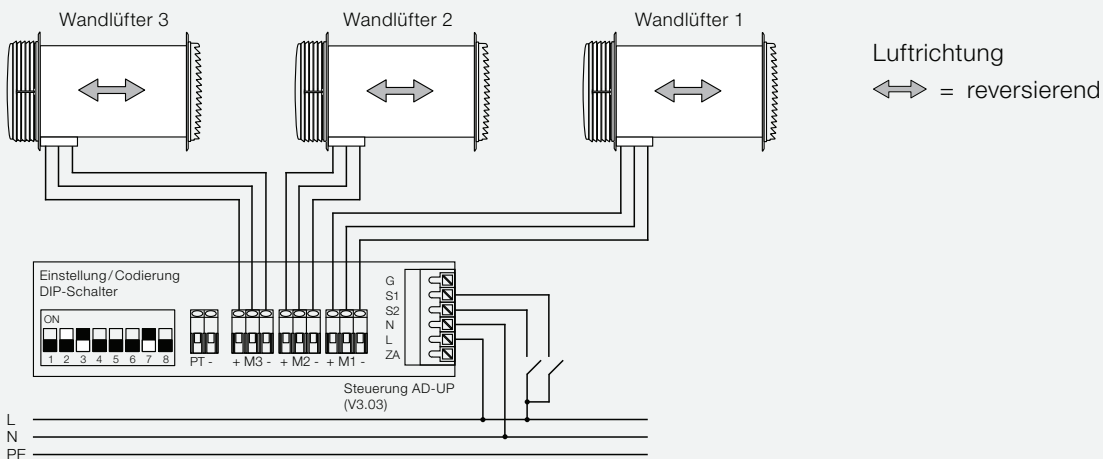 Wandlüfter 3
Wandlüfter 2
Wandlüfter 1
Luftrichtung
= reversierend
Einstellung/Codierung
DIP-Schalter
ON
1 2 3 4 5 6 7 8
PT -
+ M3 -
+ M2 -
+ M1 -
G
S1
S2
N
L
ZA
Steuerung AD-UP
(V3.03)
L
N
PE